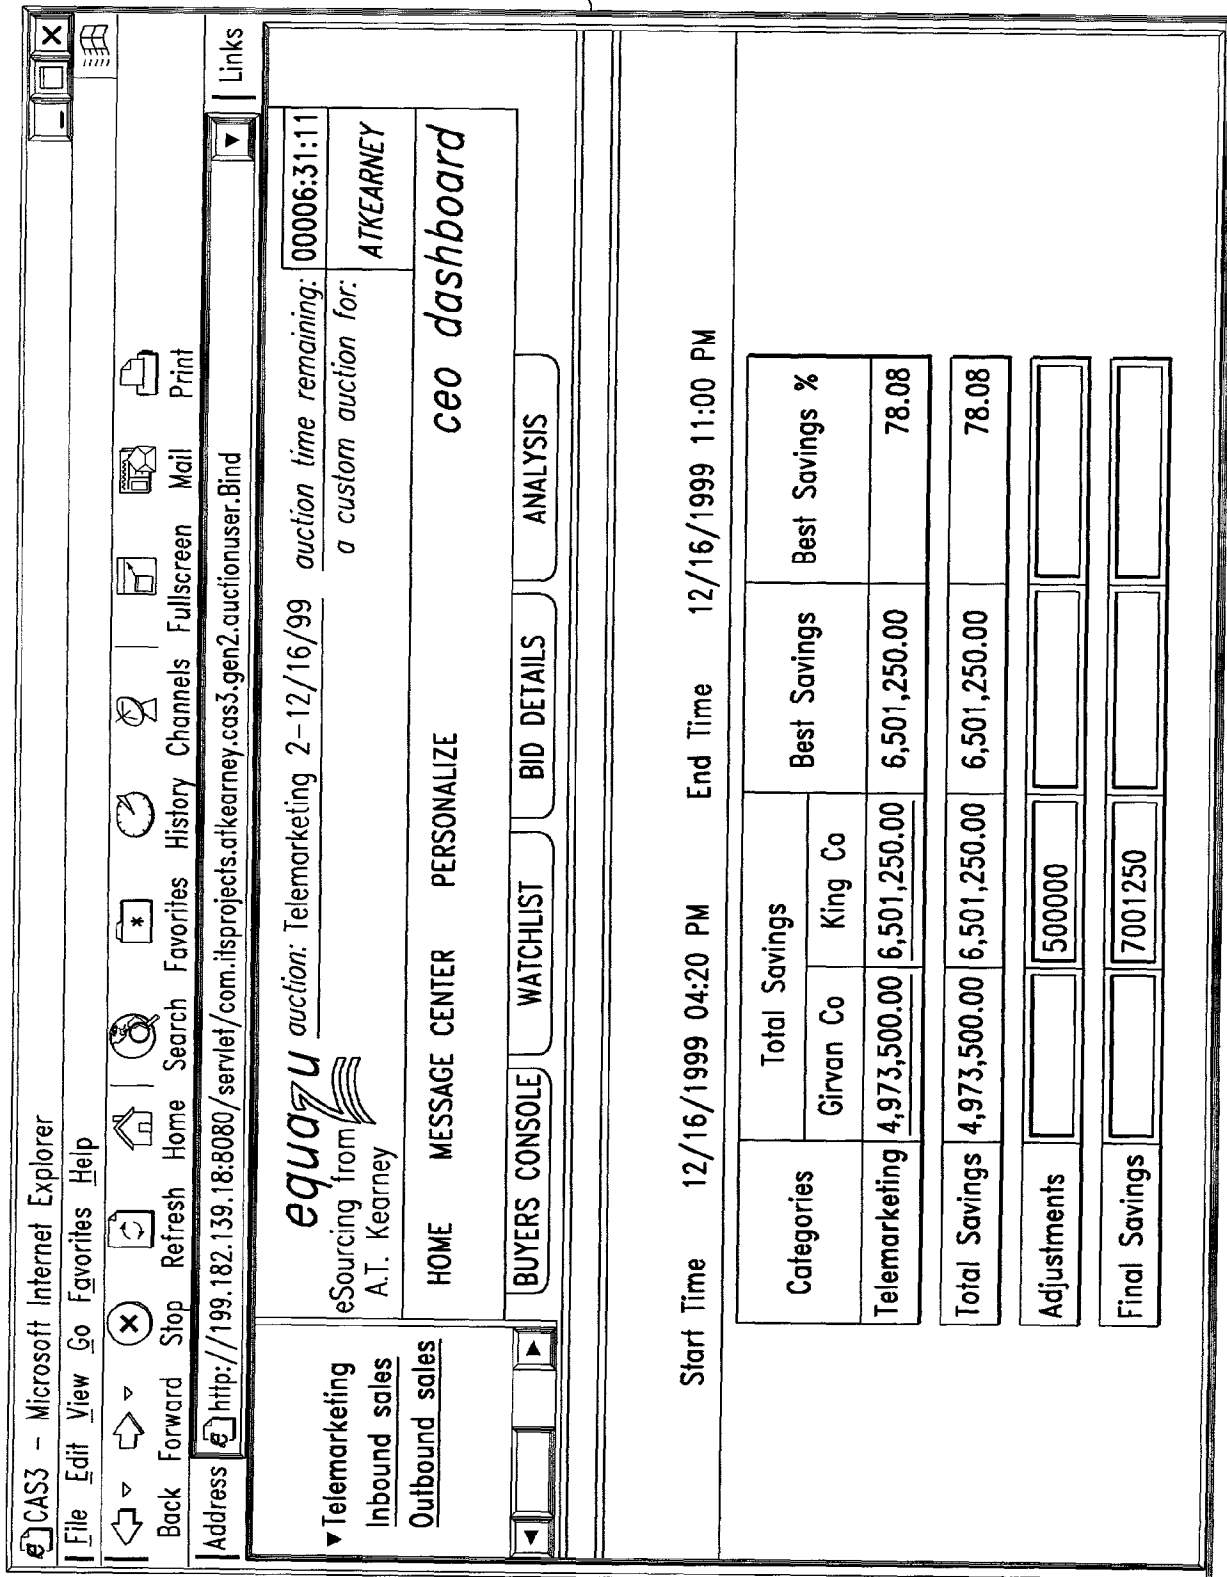 CAS3 - Microsoft Internet Explorer
File Edit View Go Favorites Help
Back Forward Stop Refresh Home Search Favorites History Channels Fullscreen Mail Print
Address http://199.182.139.18:8080/servlet/com.itsprojects.atkearney.cas3.gen2.auctionuser.Bind Links
▾Telemarketing
Inbound sales
Outbound sales
equazu auction: Telemarketing 2-12/16/99 auction time remaining: 00006:31:11
eSourcing from a custom auction for: ATKEARNEY
A.T. Kearney
HOME MESSAGE CENTER PERSONALIZE ceo dashboard
BUYERS CONSOLE WATCHLIST BID DETAILS ANALYSIS
Start Time 12/16/1999 04:20 PM End Time 12/16/1999 11:00 PM
Categories Total Savings Best Savings Best Savings %
Girvan Co King Co
Telemarketing 4,973,500.00 6,501,250.00 6,501,250.00 78.08
Total Savings 4,973,500.00 6,501,250.00 6,501,250.00 78.08
Adjustments 500000
Final Savings 7001250